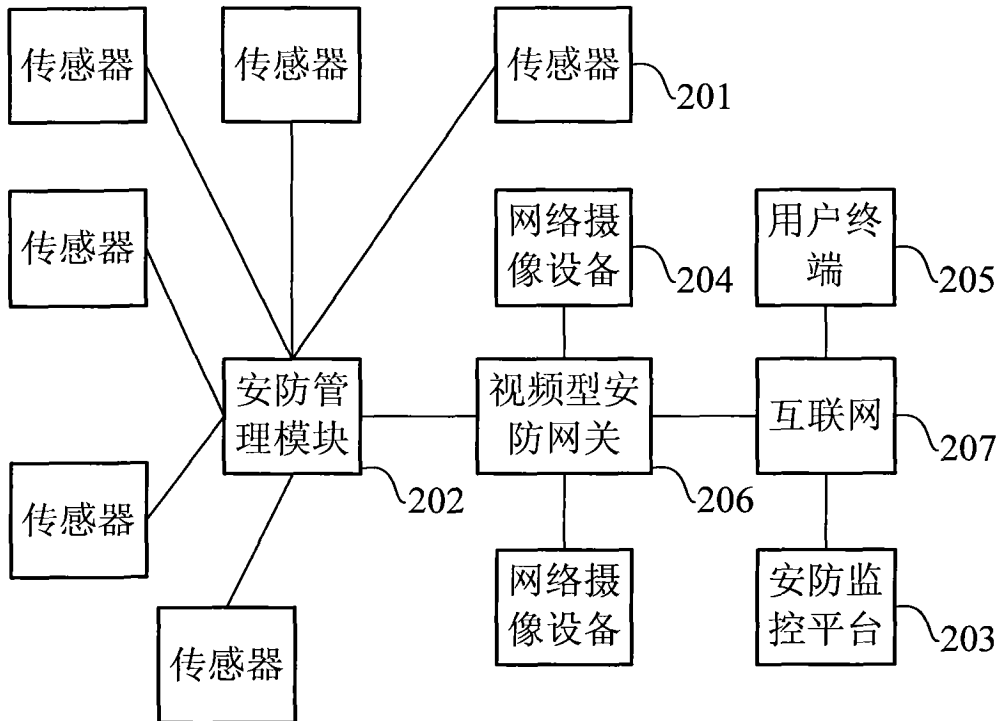 传感器
传感器
传感器
201
传感器
网络摄
像设备
204
用户终
端
205
安防管
理模块
202
视频型安
防网关
206
互联网
207
传感器
网络摄
像设备
安防监
控平台
203
传感器